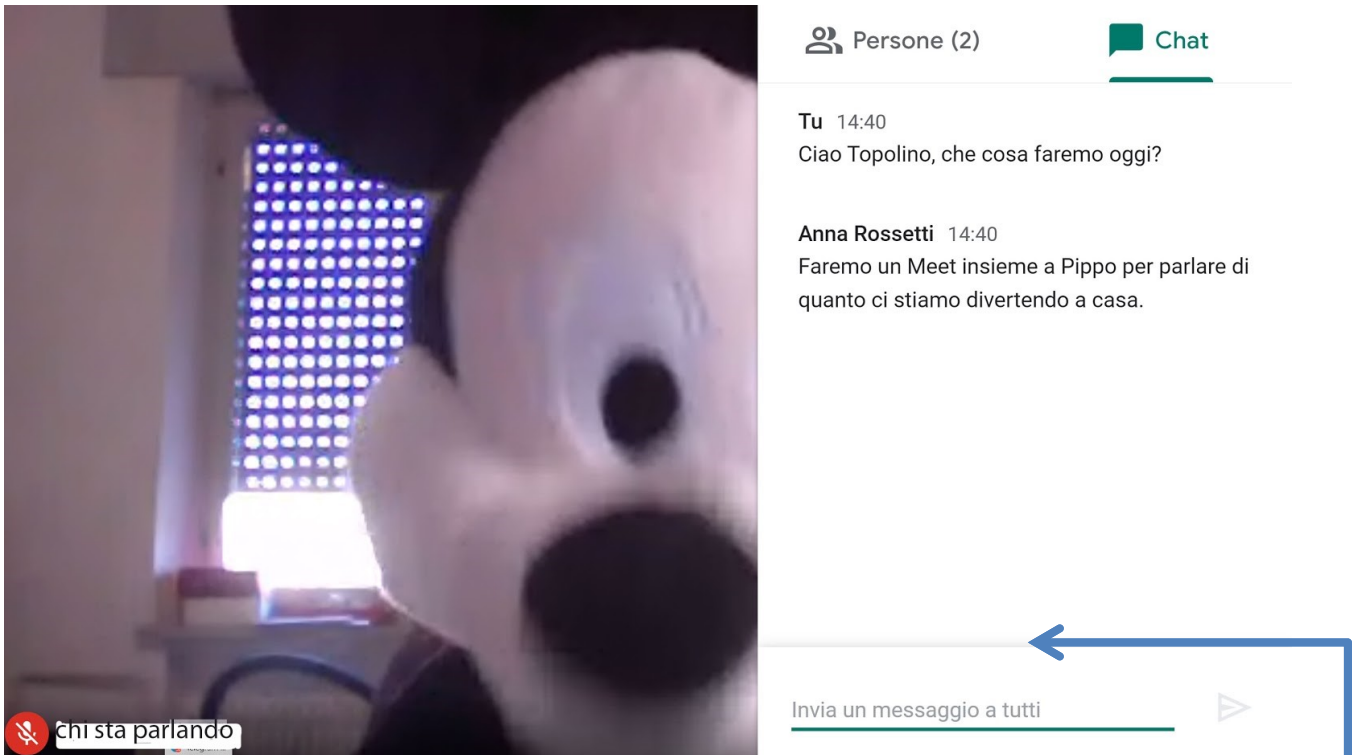 Persone (2)
Chat
Tu 14:40
Ciao Topolino, che cosa faremo oggi?
Anna Rossetti 14:40
Faremo un Meet insieme a Pippo per parlare di
quanto ci stiamo divertendo a casa.
Invia un messaggio a tutti
chi sta parlando